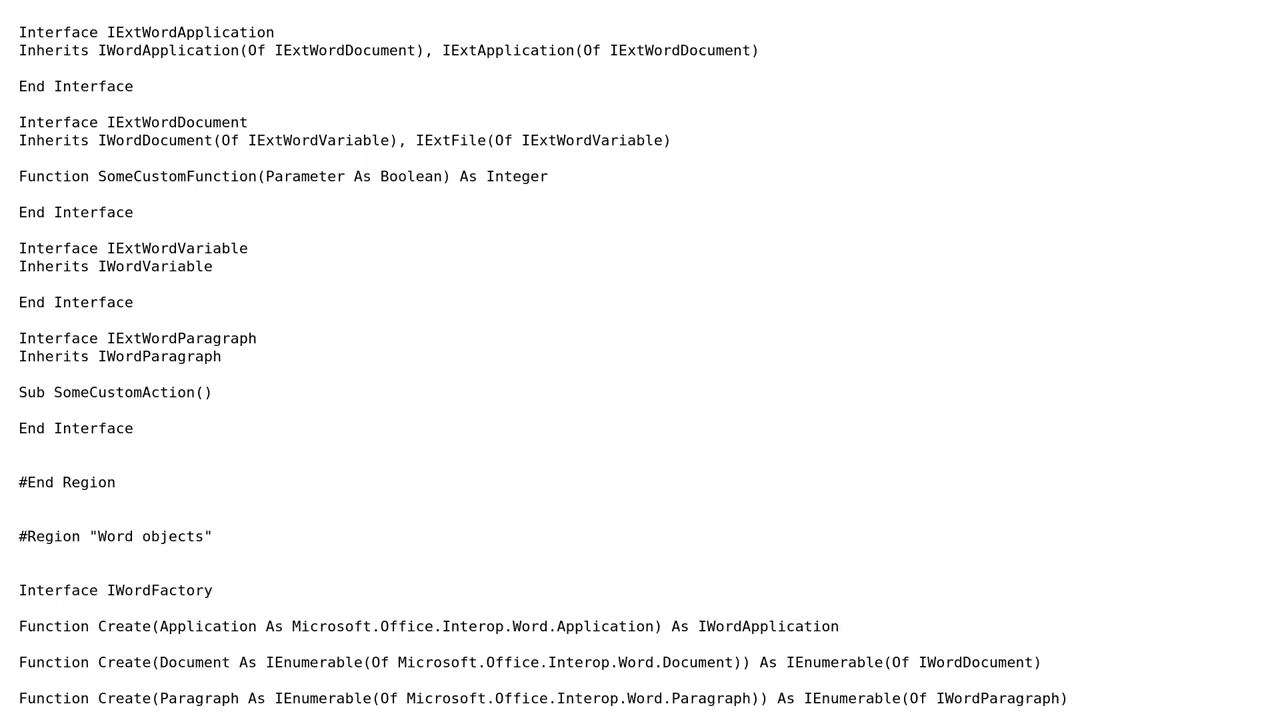 Interface IExtWordApplication
Inherits IWordApplication(Of IExtWordDocument), IExtApplication(Of IExtWordDocument)
End Interface
Interface IExtWordDocument
Inherits IWordDocument(Of IExtWordVariable), IExtFile(Of IExtWordVariable)
Function SomeCustomFunction(Parameter As Boolean) As Integer
End Interface
Interface IExtWordVariable
Inherits IWordVariable
End Interface
Interface IExtWordParagraph
Inherits IWordParagraph
Sub SomeCustomAction()
End Interface
#End Region
#Region "Word objects"
Interface IWordFactory
Function Create(Application As Microsoft.Office.Interop.Word.Application) As IWordApplication
Function Create(Document As IEnumerable(Of Microsoft.Office.Interop.Word.Document)) As IEnumerable(Of IWordDocument)
Function Create(Paragraph As IEnumerable(Of Microsoft.Office.Interop.Word.Paragraph)) As IEnumerable(Of IWordParagraph)